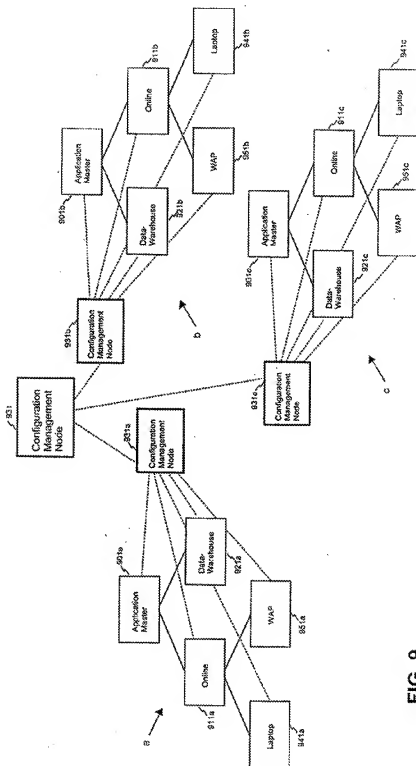 931
Configuration
Management
Node
931b
Configuration
Management
Node
901b
Application
Master
911b
Online
Data-
Warehouse
921b
Laptop
941b
WAP
951b
b
931a
Configuration
Management
Node
901a
Application
Master
Data-
Warehouse
921a
Online
911a
WAP
951a
Laptop
941a
a
931c
Configuration
Management
Node
901c
Application
Master
911c
Online
Data-
Warehouse
921c
Laptop
941c
WAP
951c
c
FIG. 9